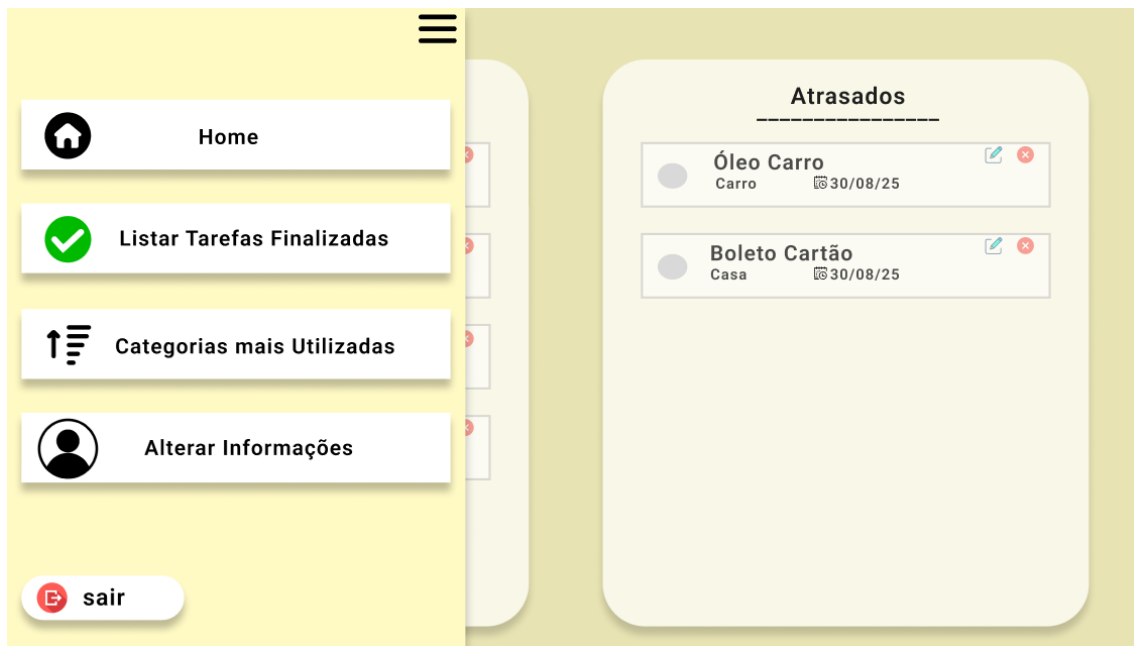 Home
Listar Tarefas Finalizadas
Categorias mais Utilizadas
Alterar Informações
sair
Atrasados
Óleo Carro
Carro 30/08/25
Boleto Cartão
Casa 30/08/25